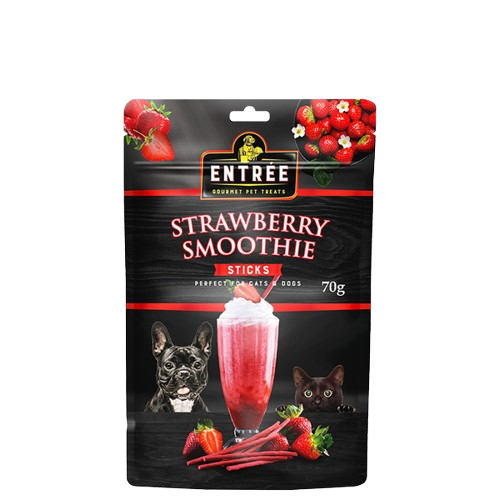 ENTRÉE
GOURMET PET TREATS
STRAWBERRY
SMOOTHIE
STICKS
PERFECT FOR CATS & DOGS
70g